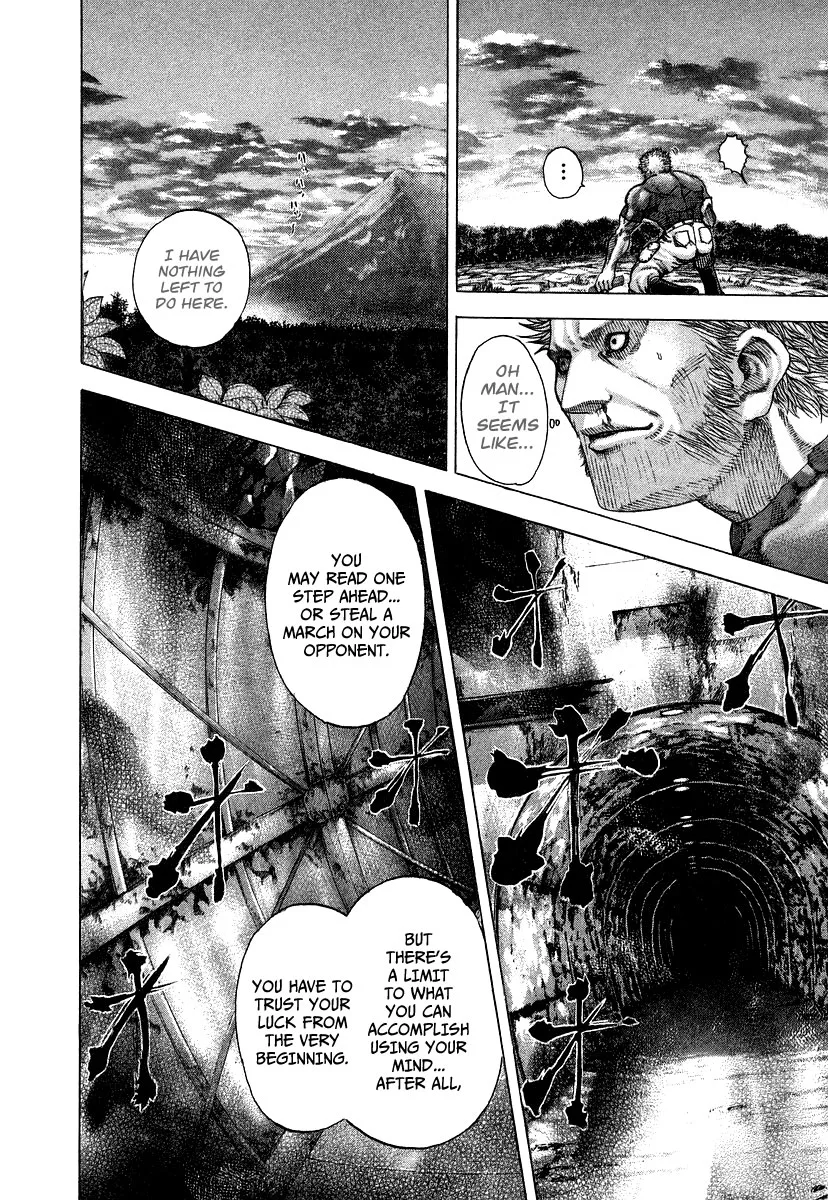 ...
OH
MAN...
IT
SEEMS
LIKE...
I HAVE
NOTHING
LEFT TO
DO HERE.
YOU
MAY READ ONE
STEP AHEAD...
OR STEAL A
MARCH ON YOUR
OPPONENT.
BUT
THERE'S
A LIMIT
TO WHAT
YOU CAN
ACCOMPLISH
USING YOUR
MIND...
AFTER ALL,
YOU HAVE TO
TRUST YOUR
LUCK FROM
THE VERY
BEGINNING.